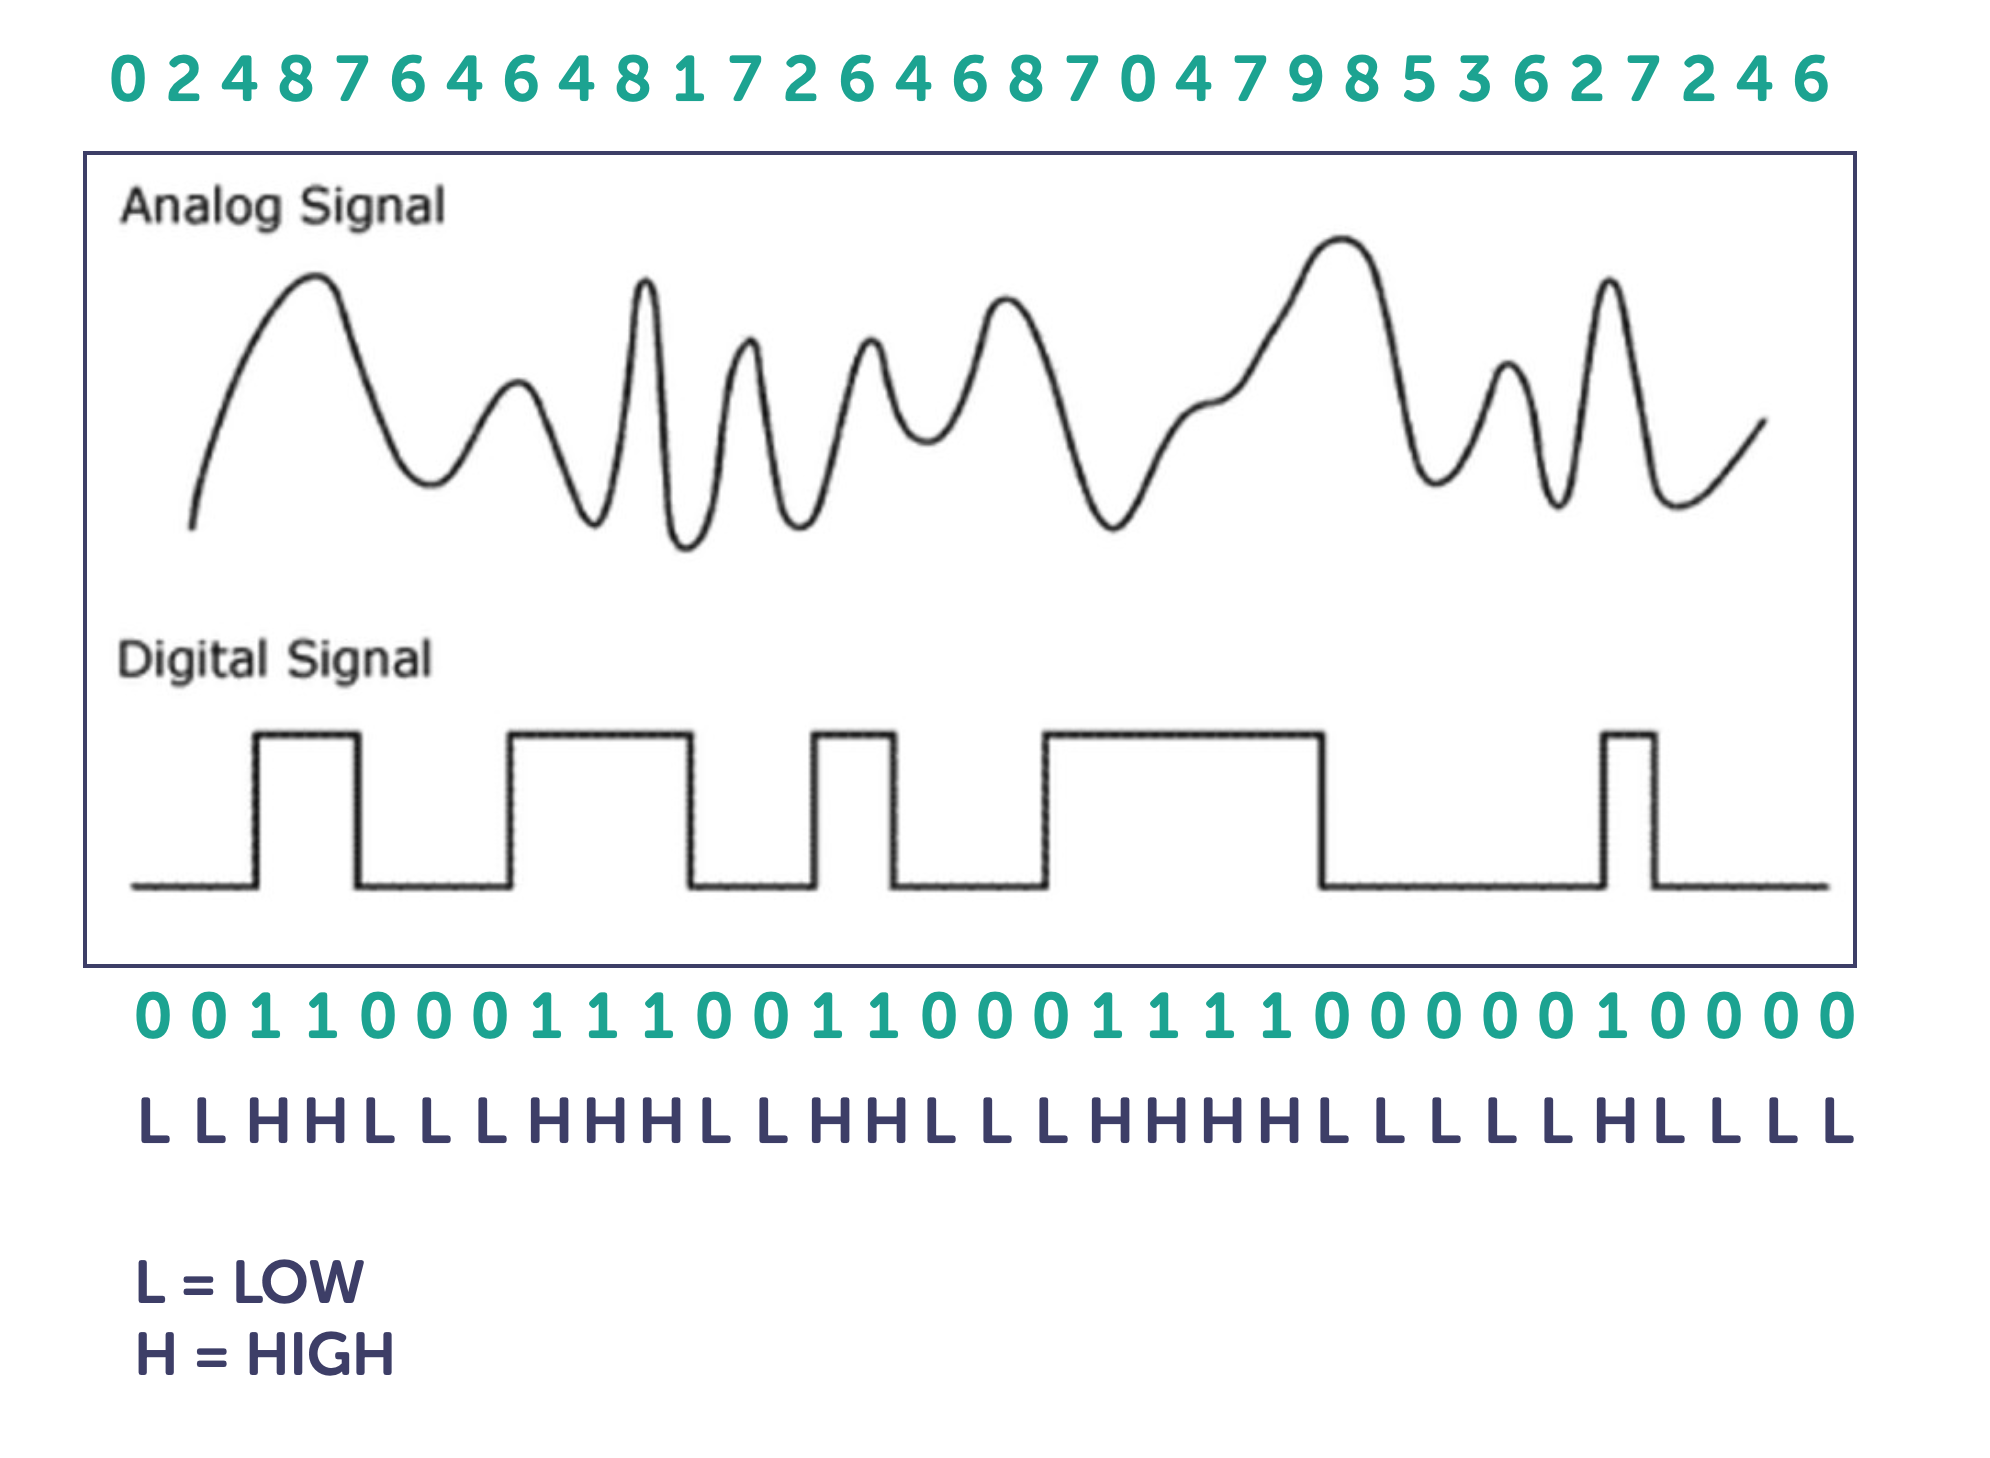 0 2 4 8 7 6 4 6 4 8 1 7 2 6 4 6 8 7 0 4 7 9 8 5 3 6 2 7 2 4 6
Analog Signal
Digital Signal
0 0 1 1 0 0 0 1 1 1 0 0 1 1 0 0 0 1 1 1 1 0 0 0 0 0 1 0 0 0 0
L L H H L L L H H H L L H H L L L H H H H L L L L L H L L L L
L = LOW
H = HIGH